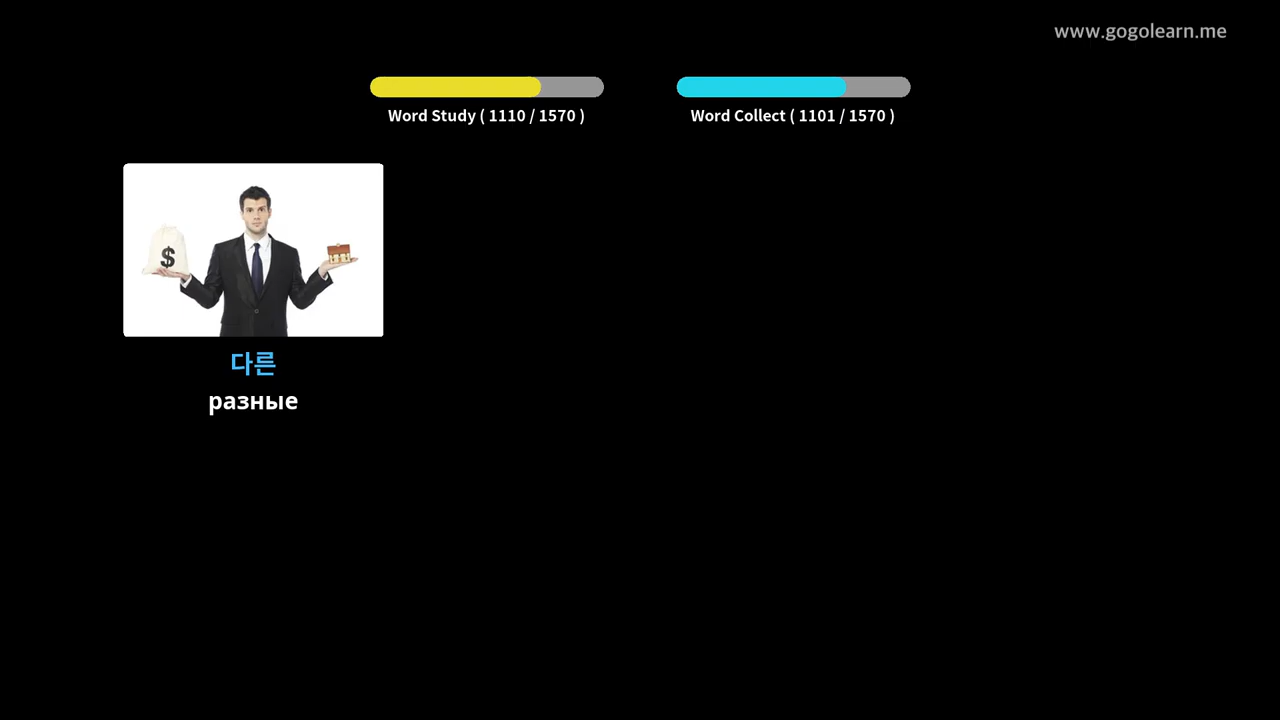 www.gogolearn.me
Word Study ( 1110 / 1570 )
Word Collect ( 1101 / 1570 )
$
다른
разные